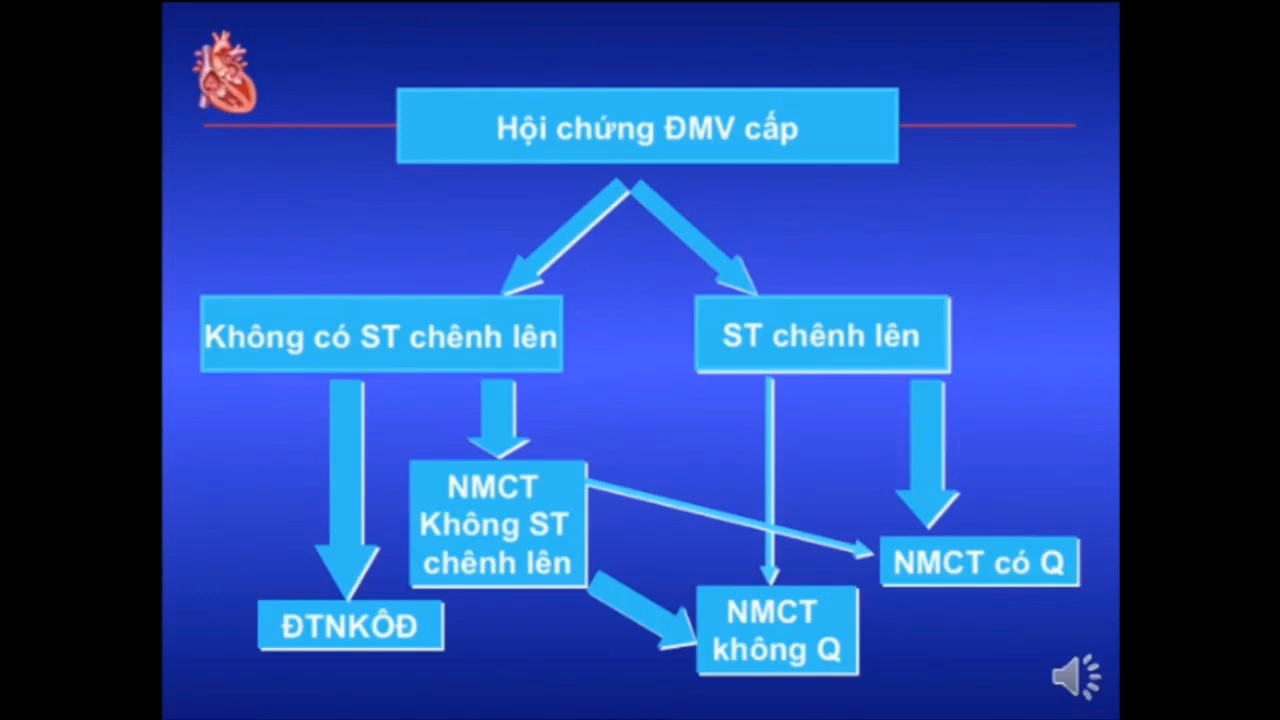 Hội chứng ĐMV cấp
Không có ST chênh lên
ST chênh lên
NMCT
Không ST
chênh lên
NMCT có Q
ĐTNKÔĐ
NMCT
không Q